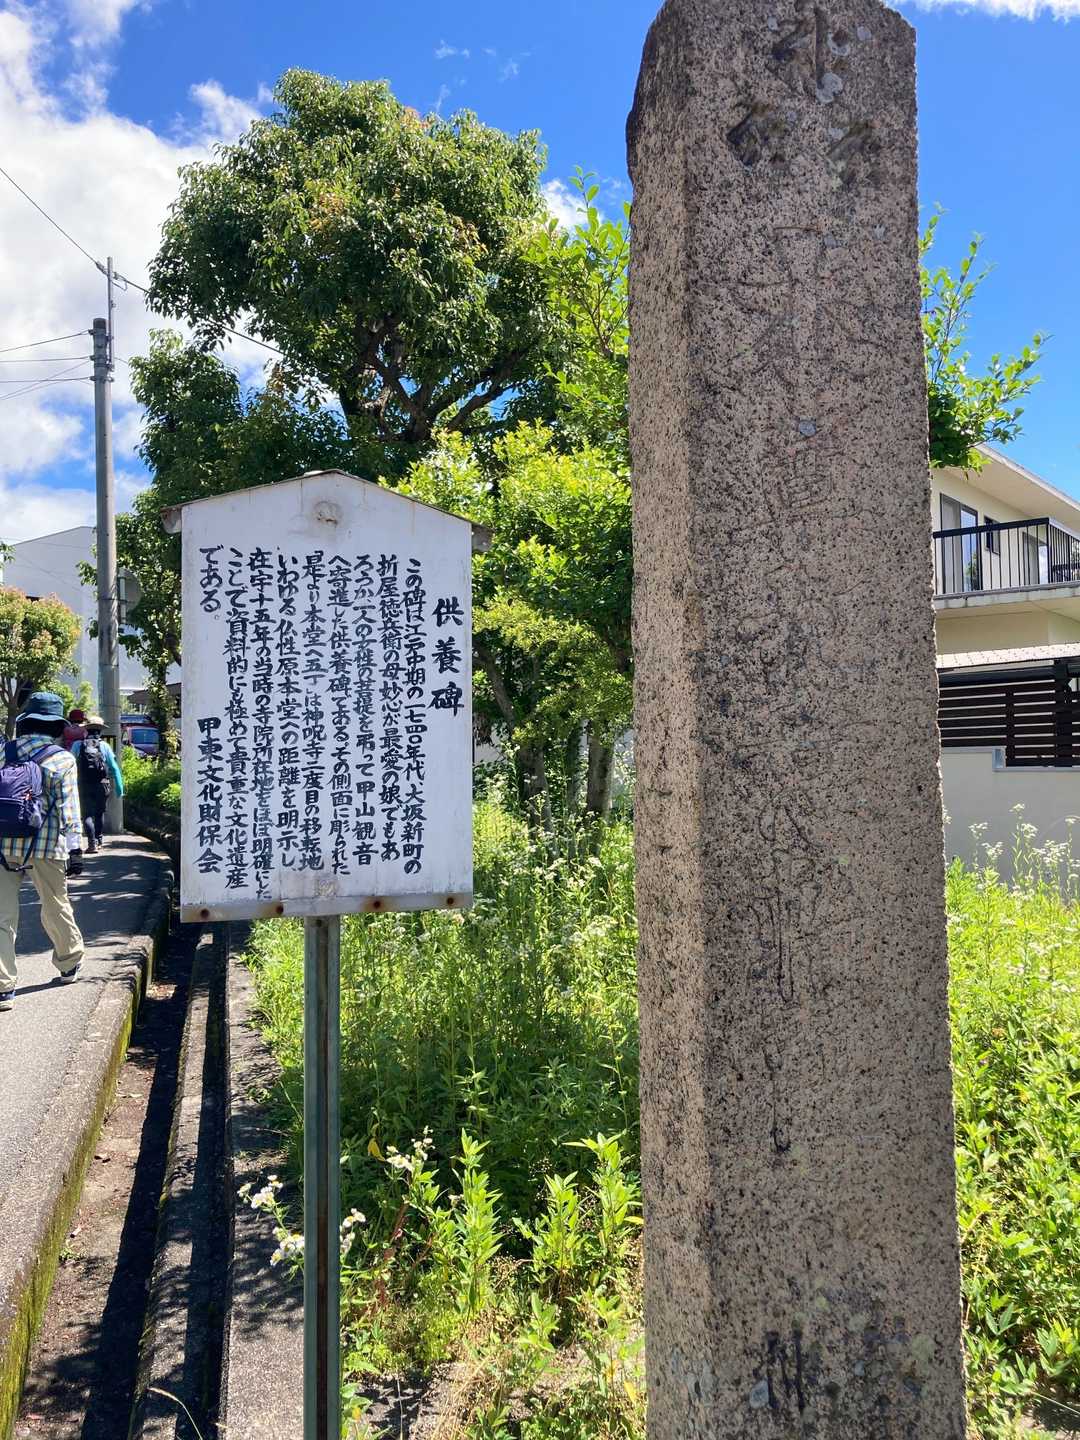 供養碑
この碑は江戸中期の一七四〇年代、大坂新町の
折屋徳兵衛の母妙心が最愛の娘でもあ
ろうか一人の女性の菩提を弔って甲山観音
へ寄進した供養碑である。その側面に彫られた
「是より本堂へ五丁」は神呪寺二度目の移転地
いわゆる仏性原本堂への距離を明示し
在宇十五年の当時の寺院所在地をほぼ明確にした
ことで資料的にも極めて貴重な文化遺産
である。
甲東文化財保会